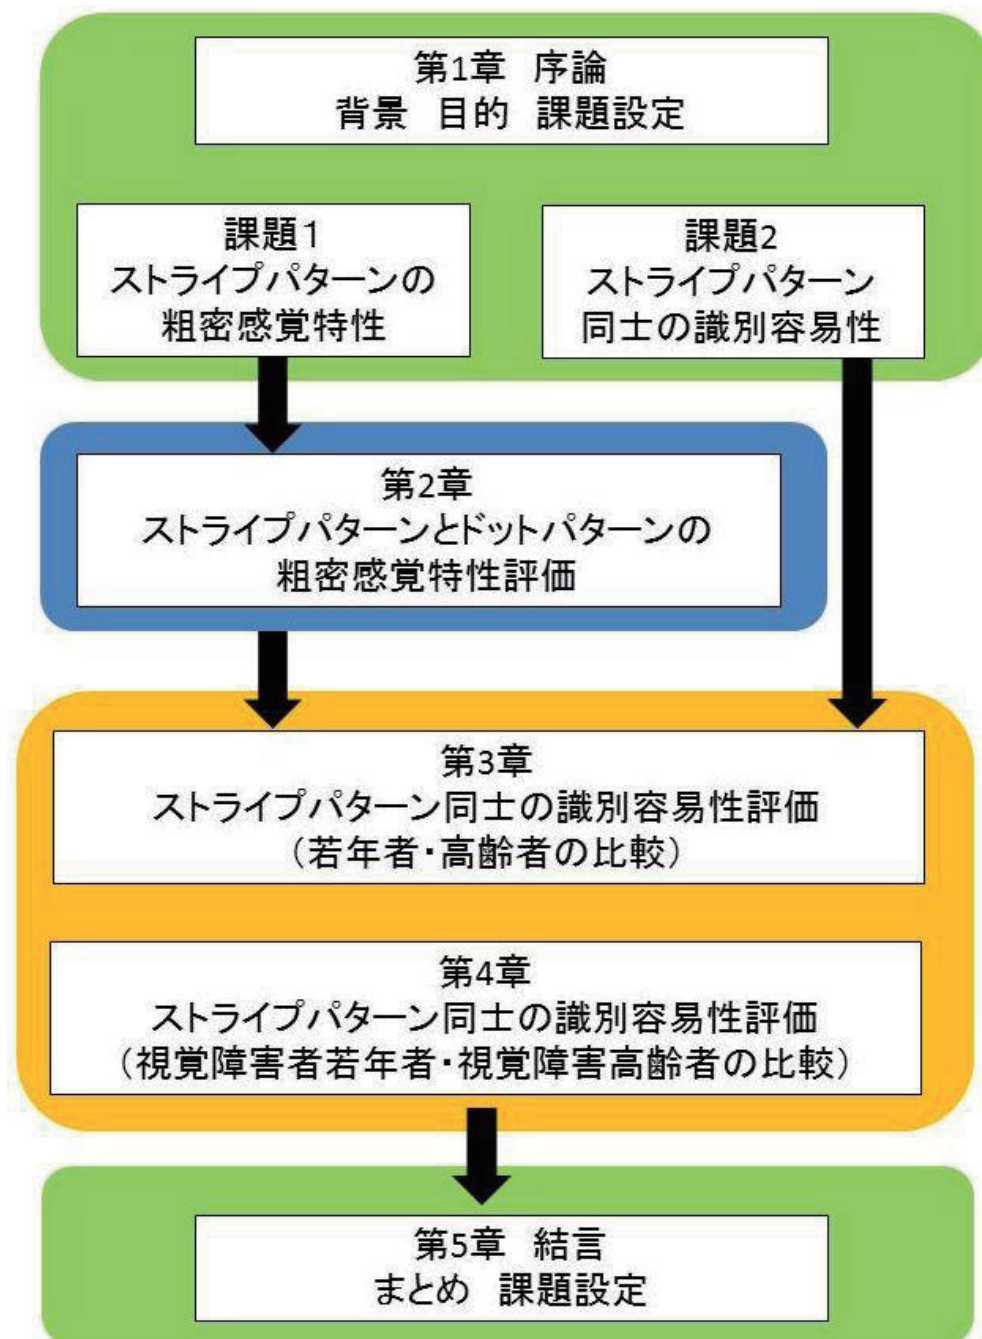 第1章 序論
背景 目的 課題設定
課題1
ストライプパターンの
粗密感覚特性
課題2
ストライプパターン
同士の識別容易性
第2章
ストライプパターンとドットパターンの
粗密感覚特性評価
第3章
ストライプパターン同士の識別容易性評価
（若年者・高齢者の比較）
第4章
ストライプパターン同士の識別容易性評価
（視覚障害者若年者・視覚障害高齢者の比較）
第5章 結言
まとめ 課題設定